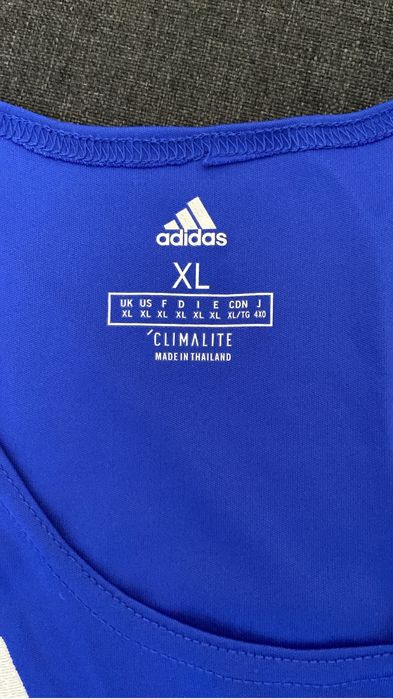 adidas
XL
UK US F D I E CDN J
XL XL XL XL XL XL XL/TG 4XO
CLIMALITE
MADE IN THAILAND